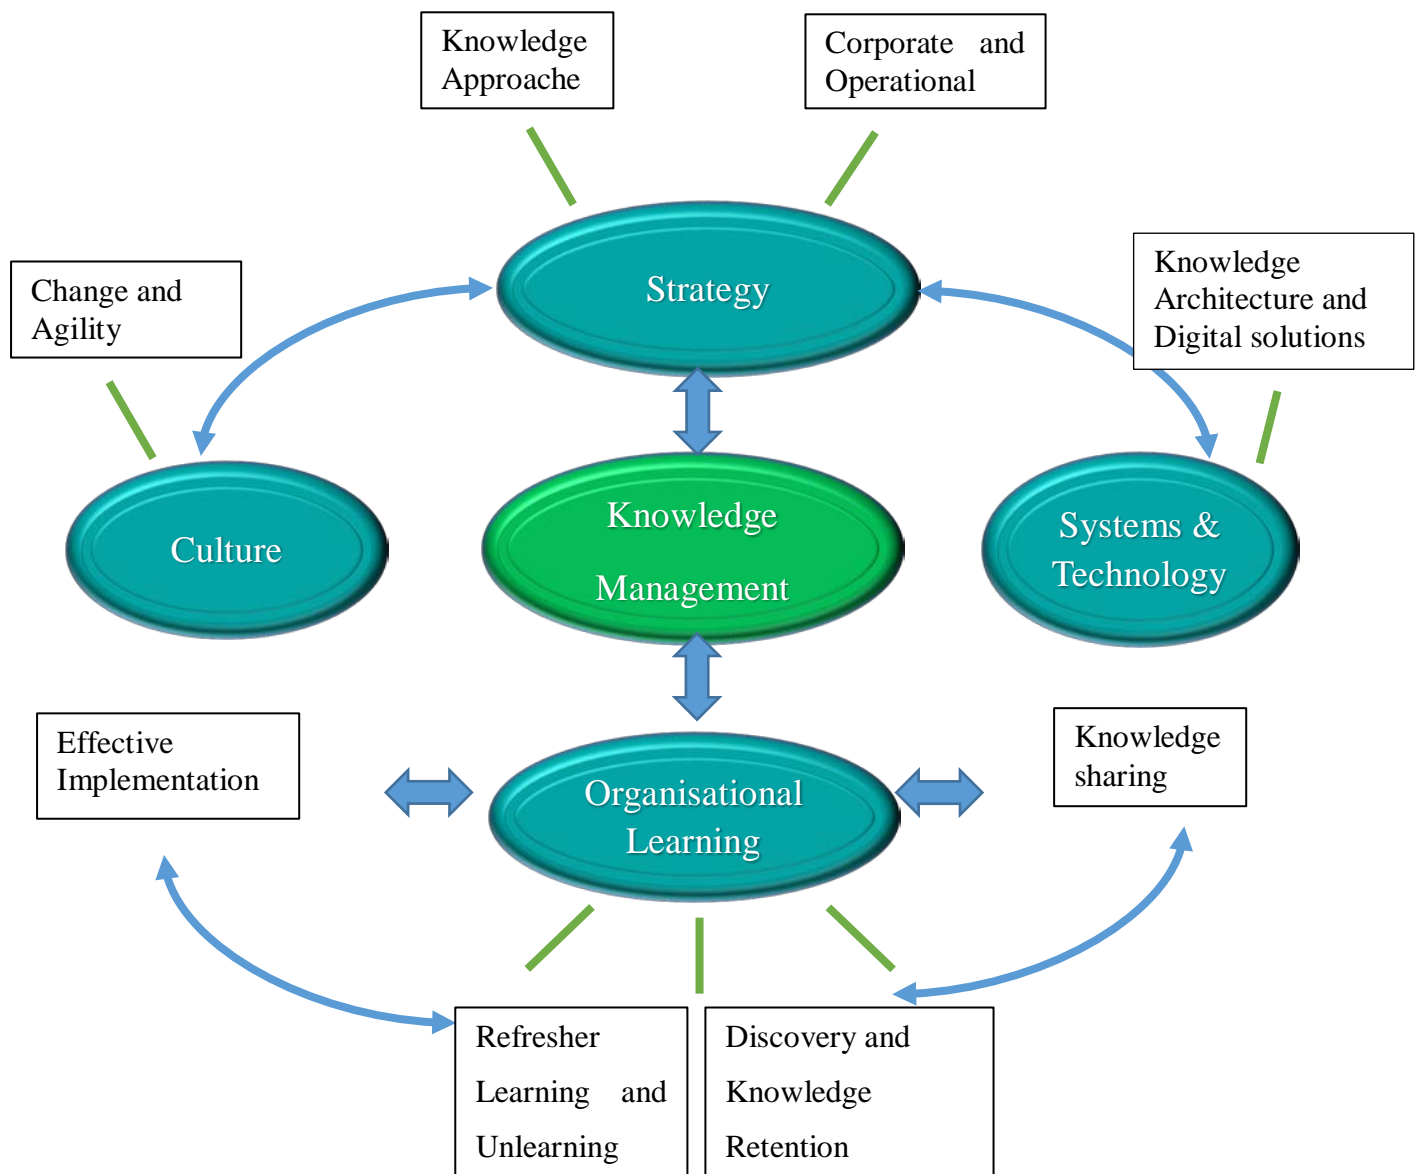 Knowledge
Approache
Corporate and
Operational
Strategy
Change and
Agility
Knowledge
Architecture and
Digital solutions
Culture
Knowledge
Management
Systems &
Technology
Effective
Implementation
Organisational
Learning
Knowledge
sharing
Refresher
Learning and
Unlearning
Discovery and
Knowledge
Retention